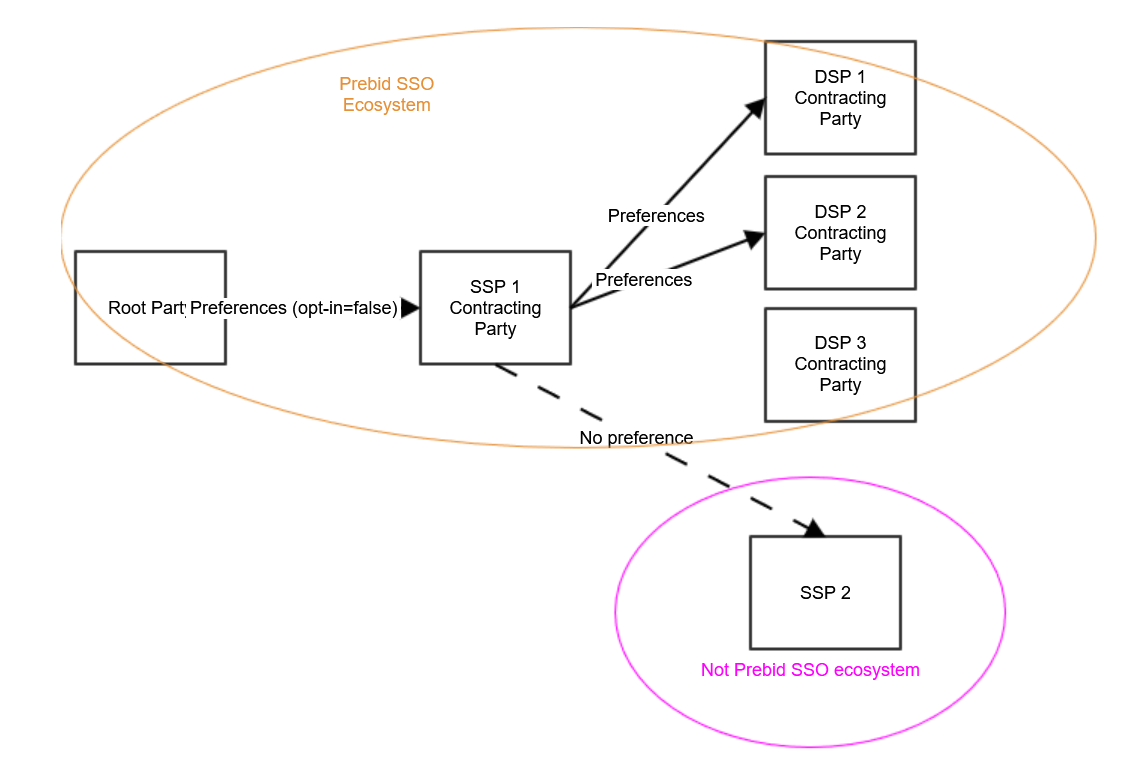 Prebid SSO
Ecosystem
DSP 1
Contracting
Party
Preferences
DSP 2
Contracting
Party
Preferences
Root Part
Preferences (opt-in=false)
SSP 1
Contracting
Party
DSP 3
Contracting
Party
No preference
SSP 2
Not Prebid SSO ecosystem